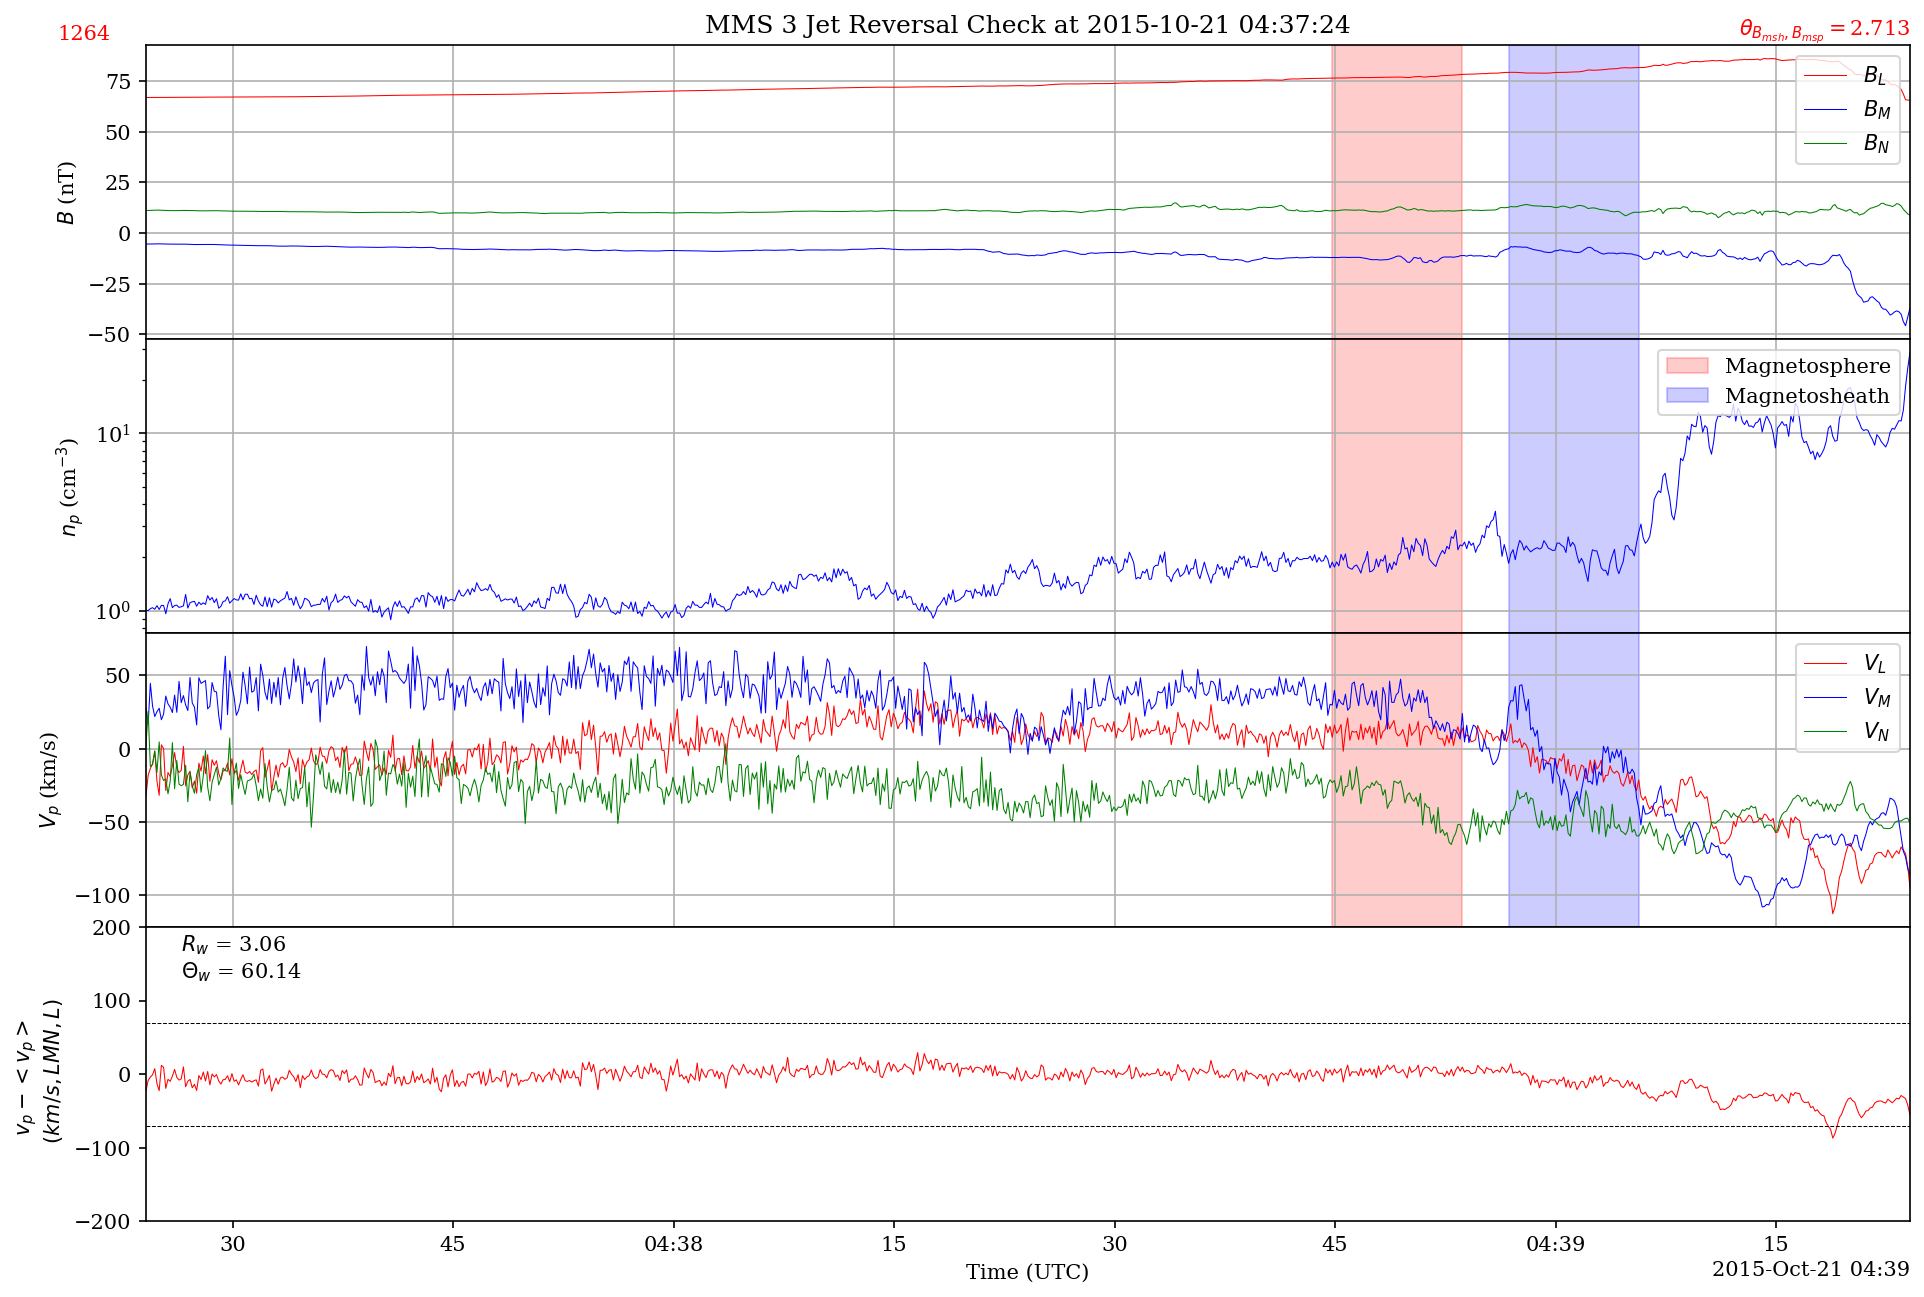 1264
MMS 3 Jet Reversal Check at 2015-10-21 04:37:24
θ_{B_{msh}, B_{msp}} = 2.713
75
50
25
0
−25
−50
B (nT)
B_L
B_M
B_N
10^1
10^0
n_p (cm^{−3})
Magnetosphere
Magnetosheath
50
0
−50
−100
V_p (km/s)
V_L
V_M
V_N
200
100
0
−100
−200
v_p − < v_p >
(km/s, LMN, L)
R_w = 3.06
Θ_w = 60.14
30
45
04:38
15
30
45
04:39
15
Time (UTC)
2015-Oct-21 04:39